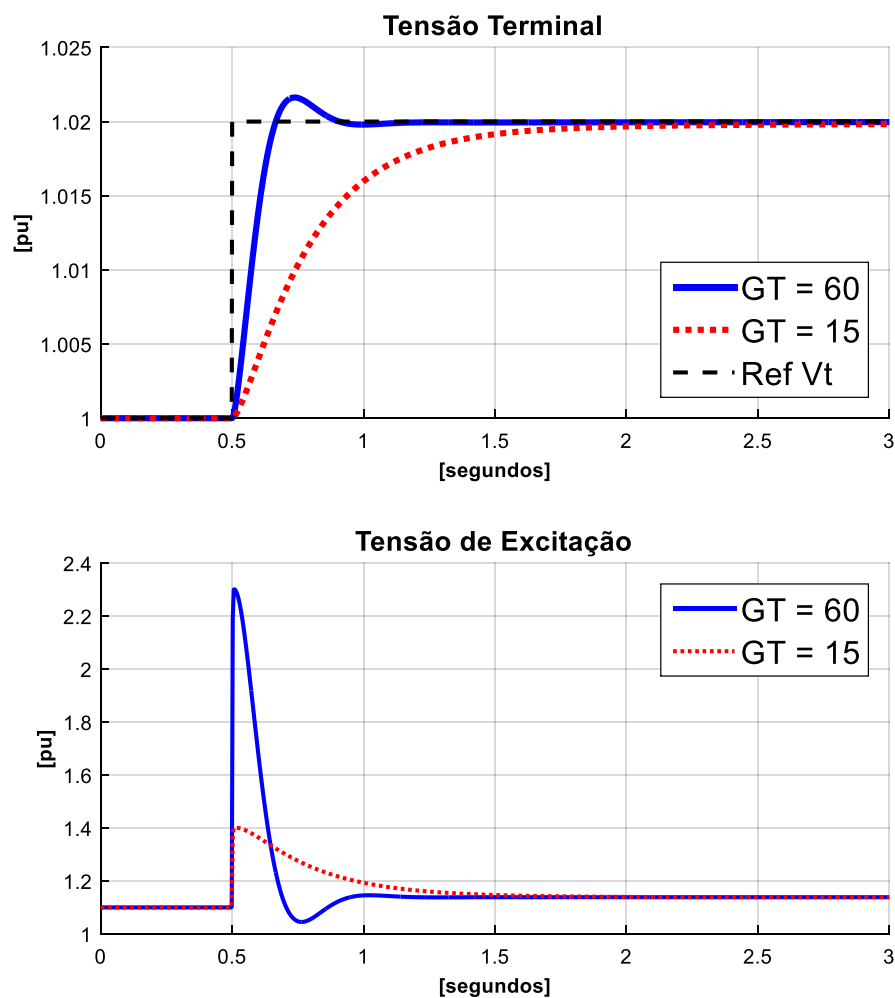 Tensão Terminal
1.025
1.02
1.015
1.01
1.005
1
[pu]
GT = 60
GT = 15
Ref Vt
0
0.5
1
1.5
2
2.5
3
[segundos]
Tensão de Excitação
2.4
2.2
2
1.8
1.6
1.4
1.2
1
[pu]
GT = 60
GT = 15
0
0.5
1
1.5
2
2.5
3
[segundos]